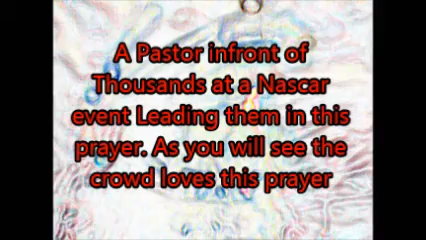 A Pastor infront of
Thousands at a Nascar
event Leading them in this
prayer. As you will see the
crowd loves this prayer